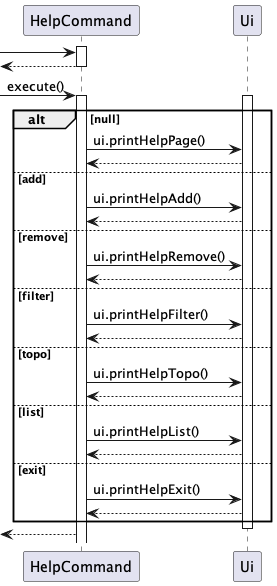 HelpCommand Ui
execute()
alt [null]
ui.printHelpPage()
[add]
ui.printHelpAdd()
[remove]
ui.printHelpRemove()
[filter]
ui.printHelpFilter()
[topo]
ui.printHelpTopo()
[list]
ui.printHelpList()
[exit]
ui.printHelpExit()
HelpCommand Ui